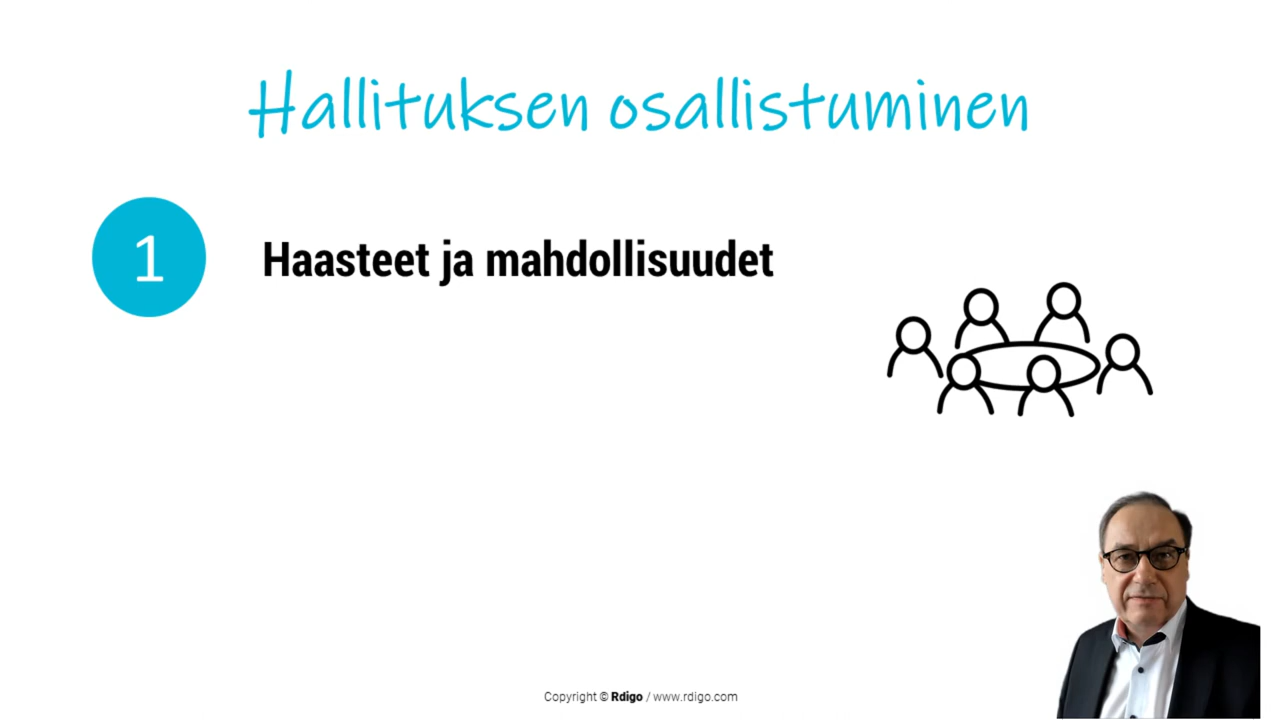 Hallituksen osallistuminen
1
Haasteet ja mahdollisuudet
Copyright © Rdigo / www.rdigo.com